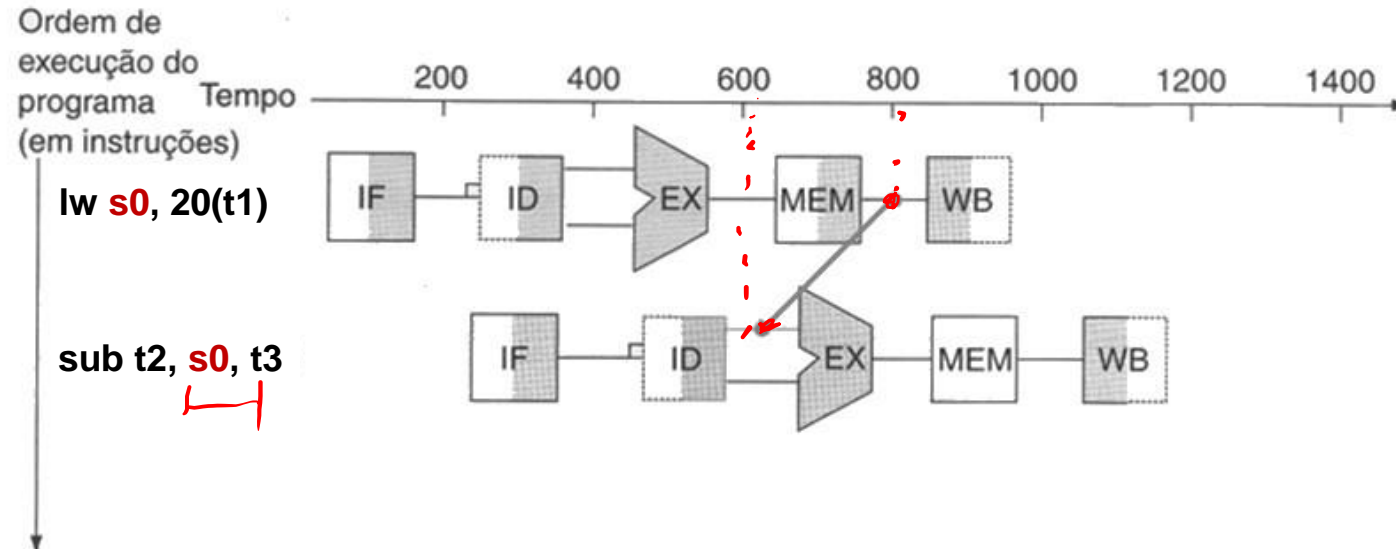 Ordem de
execução do
programa
(em instruções)
Tempo
200 400 600 800 1000 1200 1400
lw s0, 20(t1)
IF ID EX MEM WB
sub t2, s0, t3
IF ID EX MEM WB